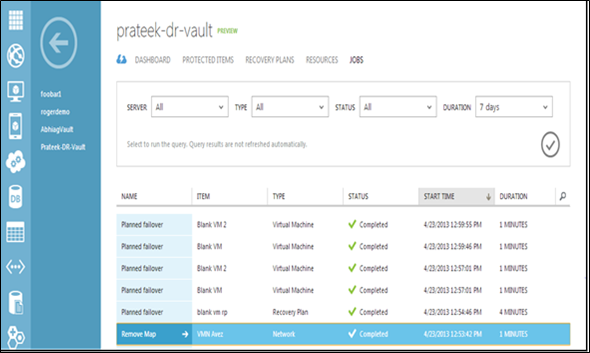 prateek-dr-vault PREVIEW
DASHBOARD PROTECTED ITEMS RECOVERY PLANS RESOURCES JOBS
foobar1
rogerdemo
AbhiagVault
Prateek-DR-Vault
SERVER All TYPE All STATUS All DURATION 7 days
Select to run the query. Query results are not refreshed automatically.
DB
NAME ITEM TYPE STATUS START TIME DURATION
Planned failover Blank VM 2 Virtual Machine Completed 4/23/2013 12:59:55 PM 1 MINUTES
Planned failover Blank VM Virtual Machine Completed 4/23/2013 12:59:46 PM 1 MINUTES
Planned failover Blank VM 2 Virtual Machine Completed 4/23/2013 12:57:01 PM 1 MINUTES
Planned failover Blank VM Virtual Machine Completed 4/23/2013 12:57:01 PM 1 MINUTES
Planned failover blank vm rp Recovery Plan Completed 4/23/2013 12:54:46 PM 4 MINUTES
Remove Map VMN Avez Network Completed 4/23/2013 12:53:42 PM 1 MINUTES